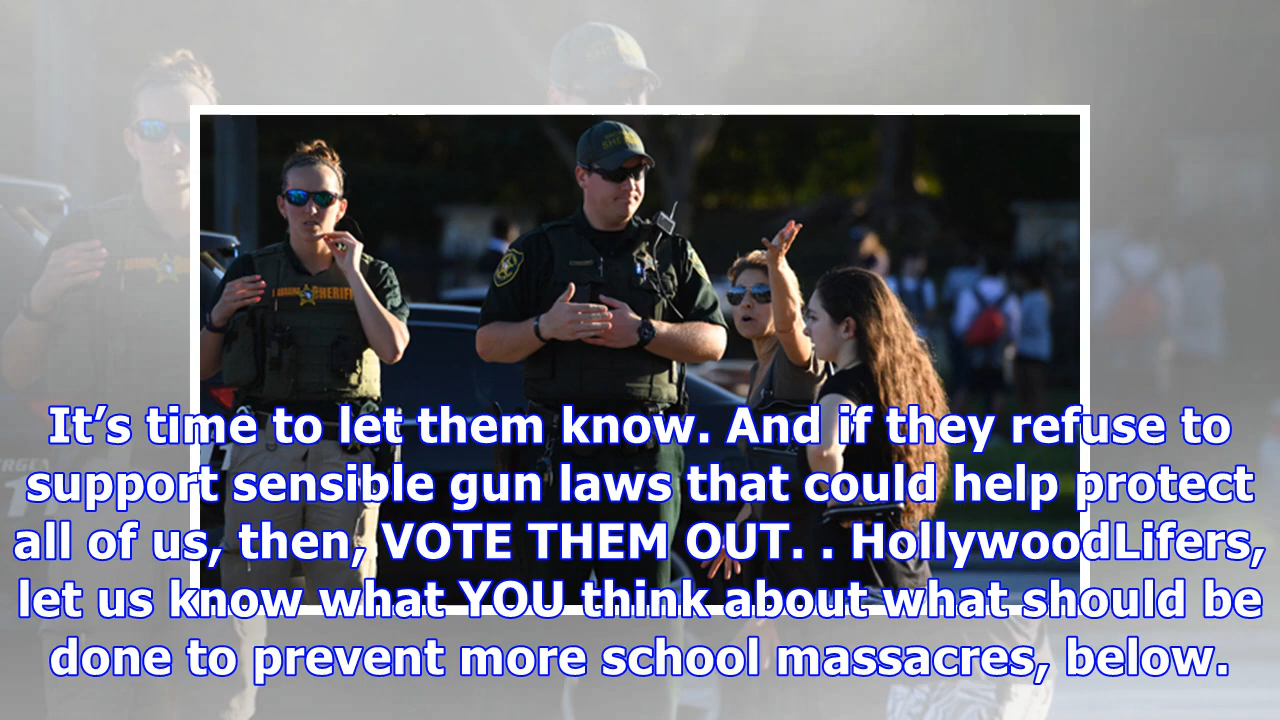 SHERIFF
It’s time to let them know. And if they refuse to
support sensible gun laws that could help protect
all of us, then, VOTE THEM OUT. . HollywoodLifers,
let us know what YOU think about what should be
done to prevent more school massacres, below.